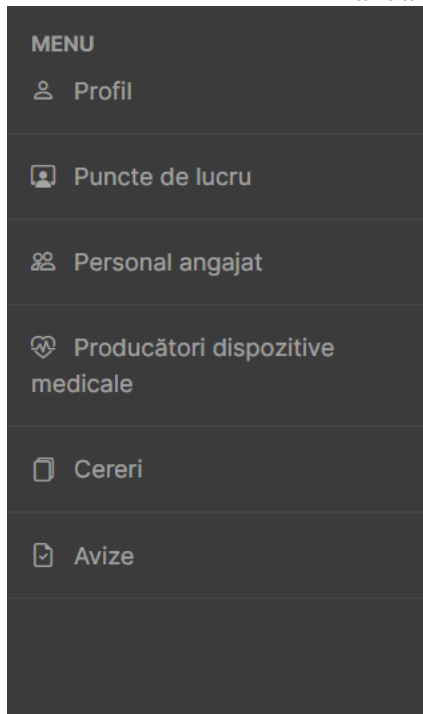 MENU
Profil
Puncte de lucru
Personal angajat
Producători dispozitive
medicale
Cereri
Avize